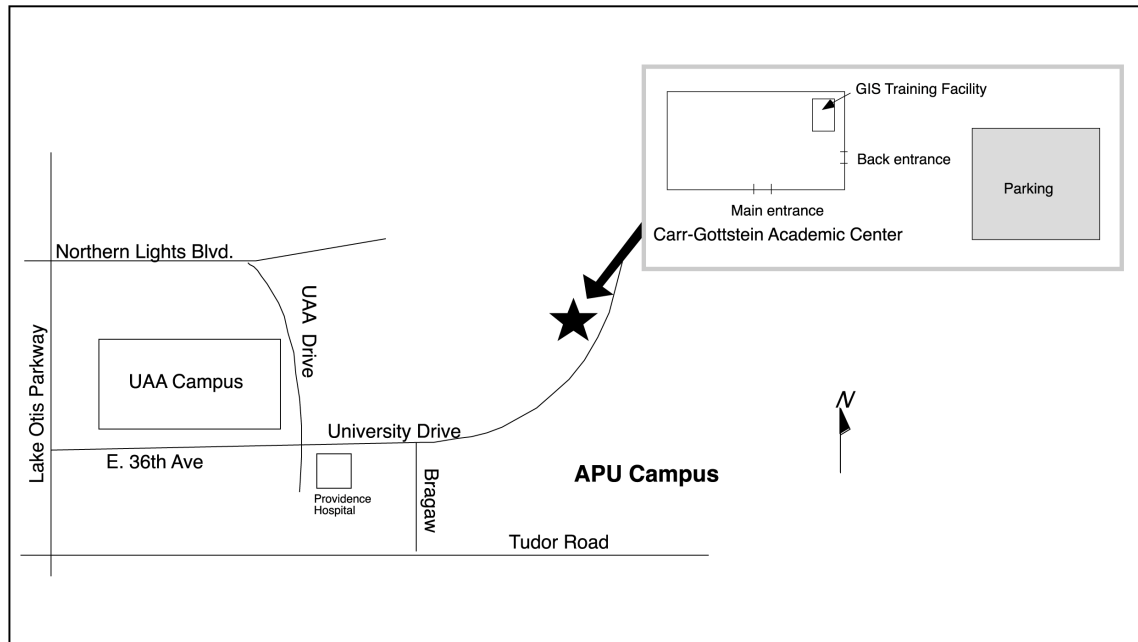 GIS Training Facility
Back entrance
Parking
Main entrance
Carr-Gottstein Academic Center
Northern Lights Blvd.
UAA Drive
Lake Otis Parkway
UAA Campus
N
University Drive
E. 36th Ave
APU Campus
Bragaw
Providence
Hospital
Tudor Road